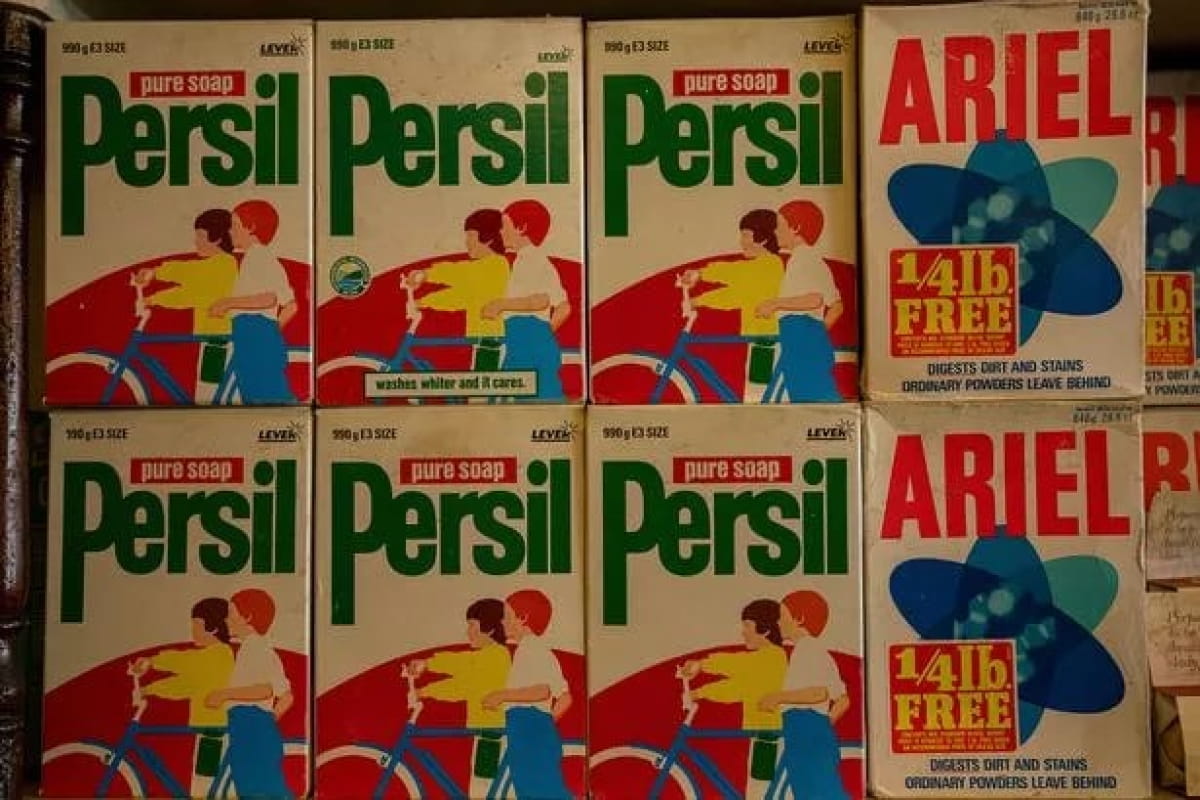 990 g E3 SIZE LEVER
pure soap
Persil
990 g E3 SIZE LEVER
Persil
washes whiter and it cares.
990 g E3 SIZE LEVER
pure soap
Persil
ARIEL
1/4lb.
FREE
DIGESTS DIRT AND STAINS
ORDINARY POWDERS LEAVE BEHIND
lb.
990 g E3 SIZE LEVER
pure soap
Persil
990 g E3 SIZE LEVER
pure soap
Persil
990 g E3 SIZE LEVER
pure soap
Persil
ARIEL
1/4lb.
FREE
DIGESTS DIRT AND STAINS
ORDINARY POWDERS LEAVE BEHIND